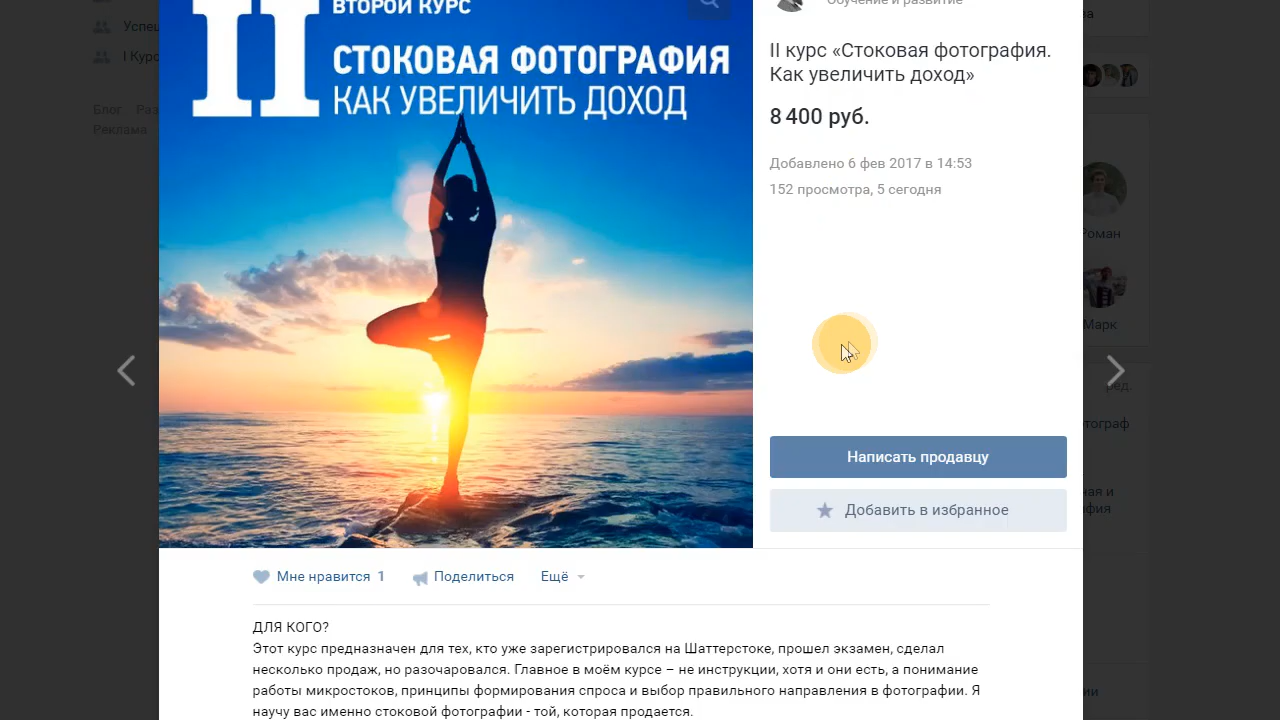 ВТОРОЙ КУРС
II
СТОКОВАЯ ФОТОГРАФИЯ
КАК УВЕЛИЧИТЬ ДОХОД
Обучение и развитие
II курс «Стоковая фотография.
Как увеличить доход»
8 400 руб.
Добавлено 6 фев 2017 в 14:53
152 просмотра, 5 сегодня
Написать продавцу
Добавить в избранное
Мне нравится 1
Поделиться
Ещё
ДЛЯ КОГО?
Этот курс предназначен для тех, кто уже зарегистрировался на Шаттерстоке, прошел экзамен, сделал
несколько продаж, но разочаровался. Главное в моём курсе – не инструкции, хотя и они есть, а понимание
работы микростоков, принципы формирования спроса и выбор правильного направления в фотографии. Я
научу вас именно стоковой фотографии - той, которая продается.
Успеш
I Курс
Блог Раз
Реклама
Роман
Марк
ред.